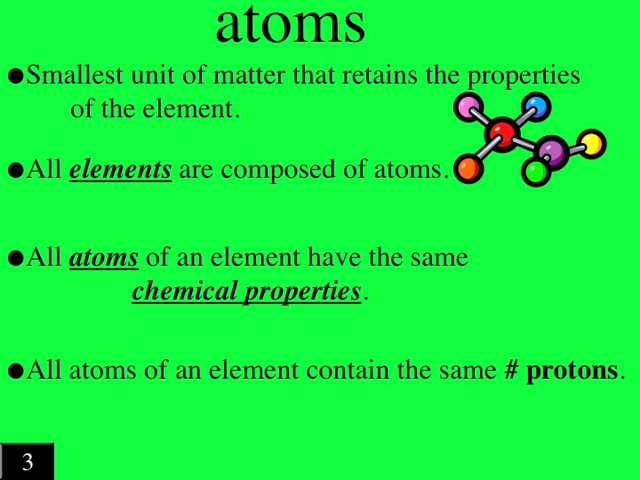 atoms
●Smallest unit of matter that retains the properties
of the element.
●All elements are composed of atoms.
●All atoms of an element have the same
chemical properties.
●All atoms of an element contain the same # protons.
3